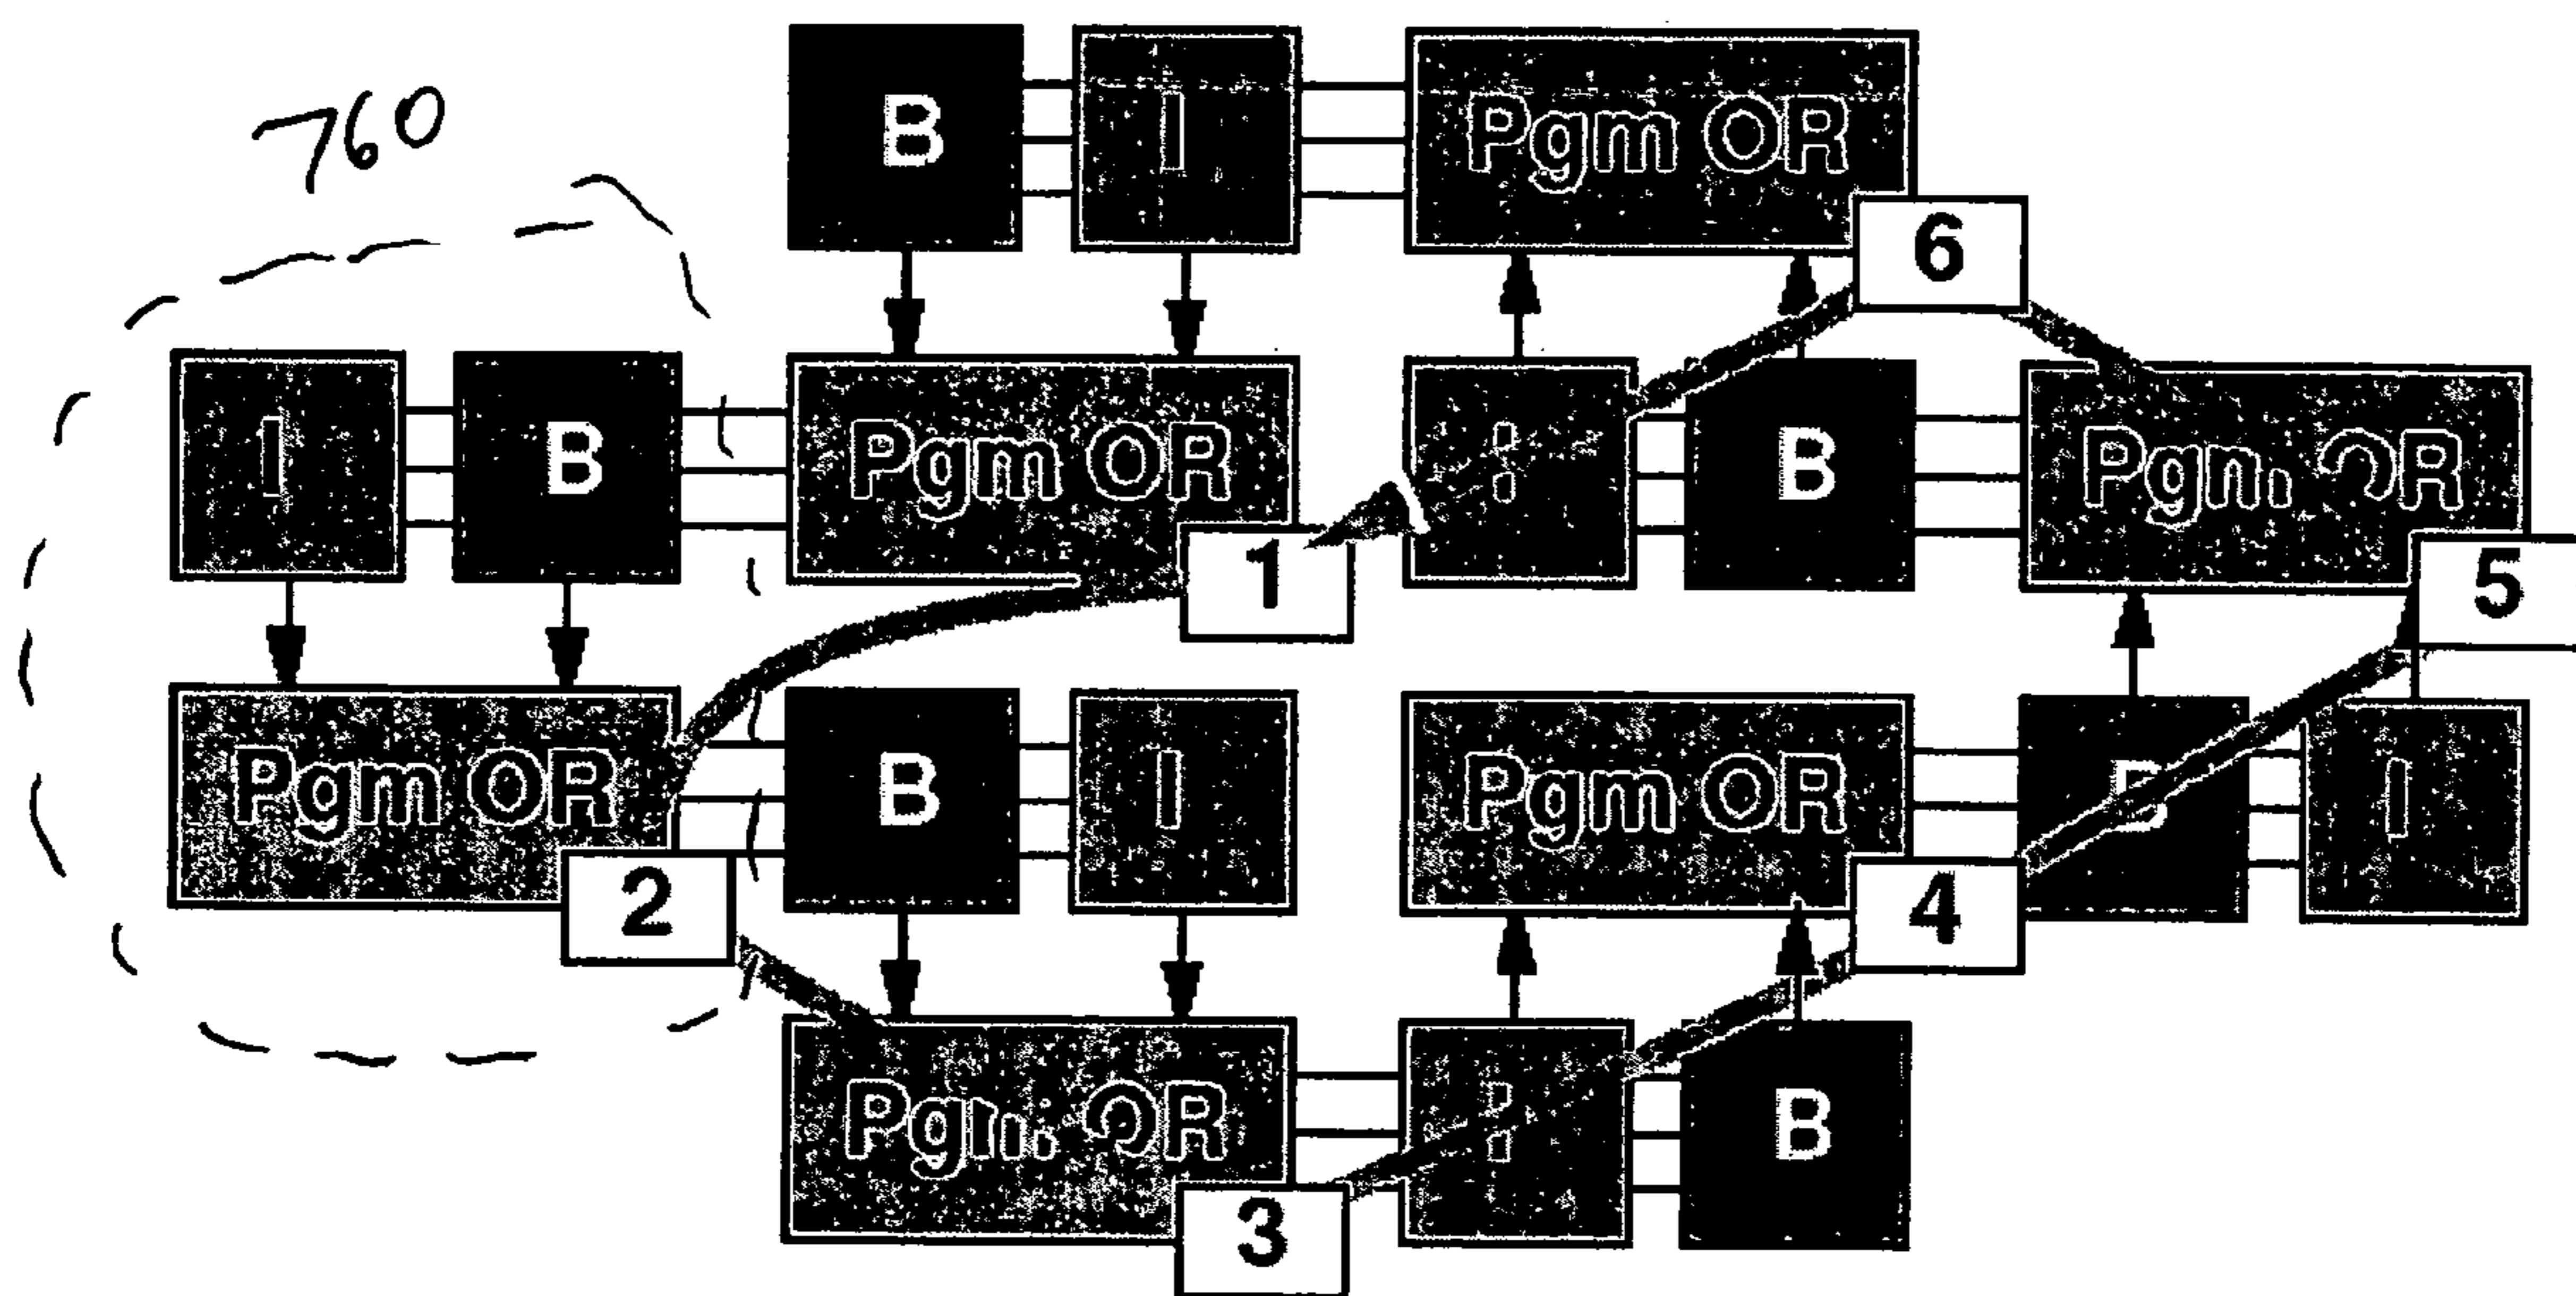 760
B I Pgm OR
6
I B Pgm OR B Pgm OR
1 5
Pgm OR B I Pgm OR I
2 4
Pgm OR B
3